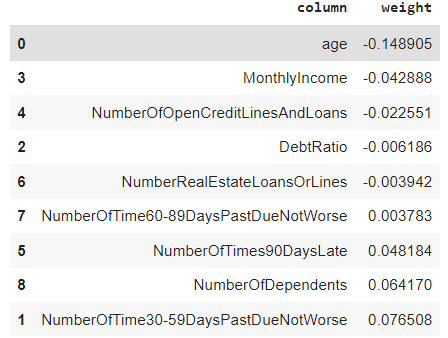 column weight
0 age -0.148905
3 MonthlyIncome -0.042888
4 NumberOfOpenCreditLinesAndLoans -0.022551
2 DebtRatio -0.006186
6 NumberRealEstateLoansOrLines -0.003942
7 NumberOfTime60-89DaysPastDueNotWorse 0.003783
5 NumberOfTimes90DaysLate 0.048184
8 NumberOfDependents 0.064170
1 NumberOfTime30-59DaysPastDueNotWorse 0.076508